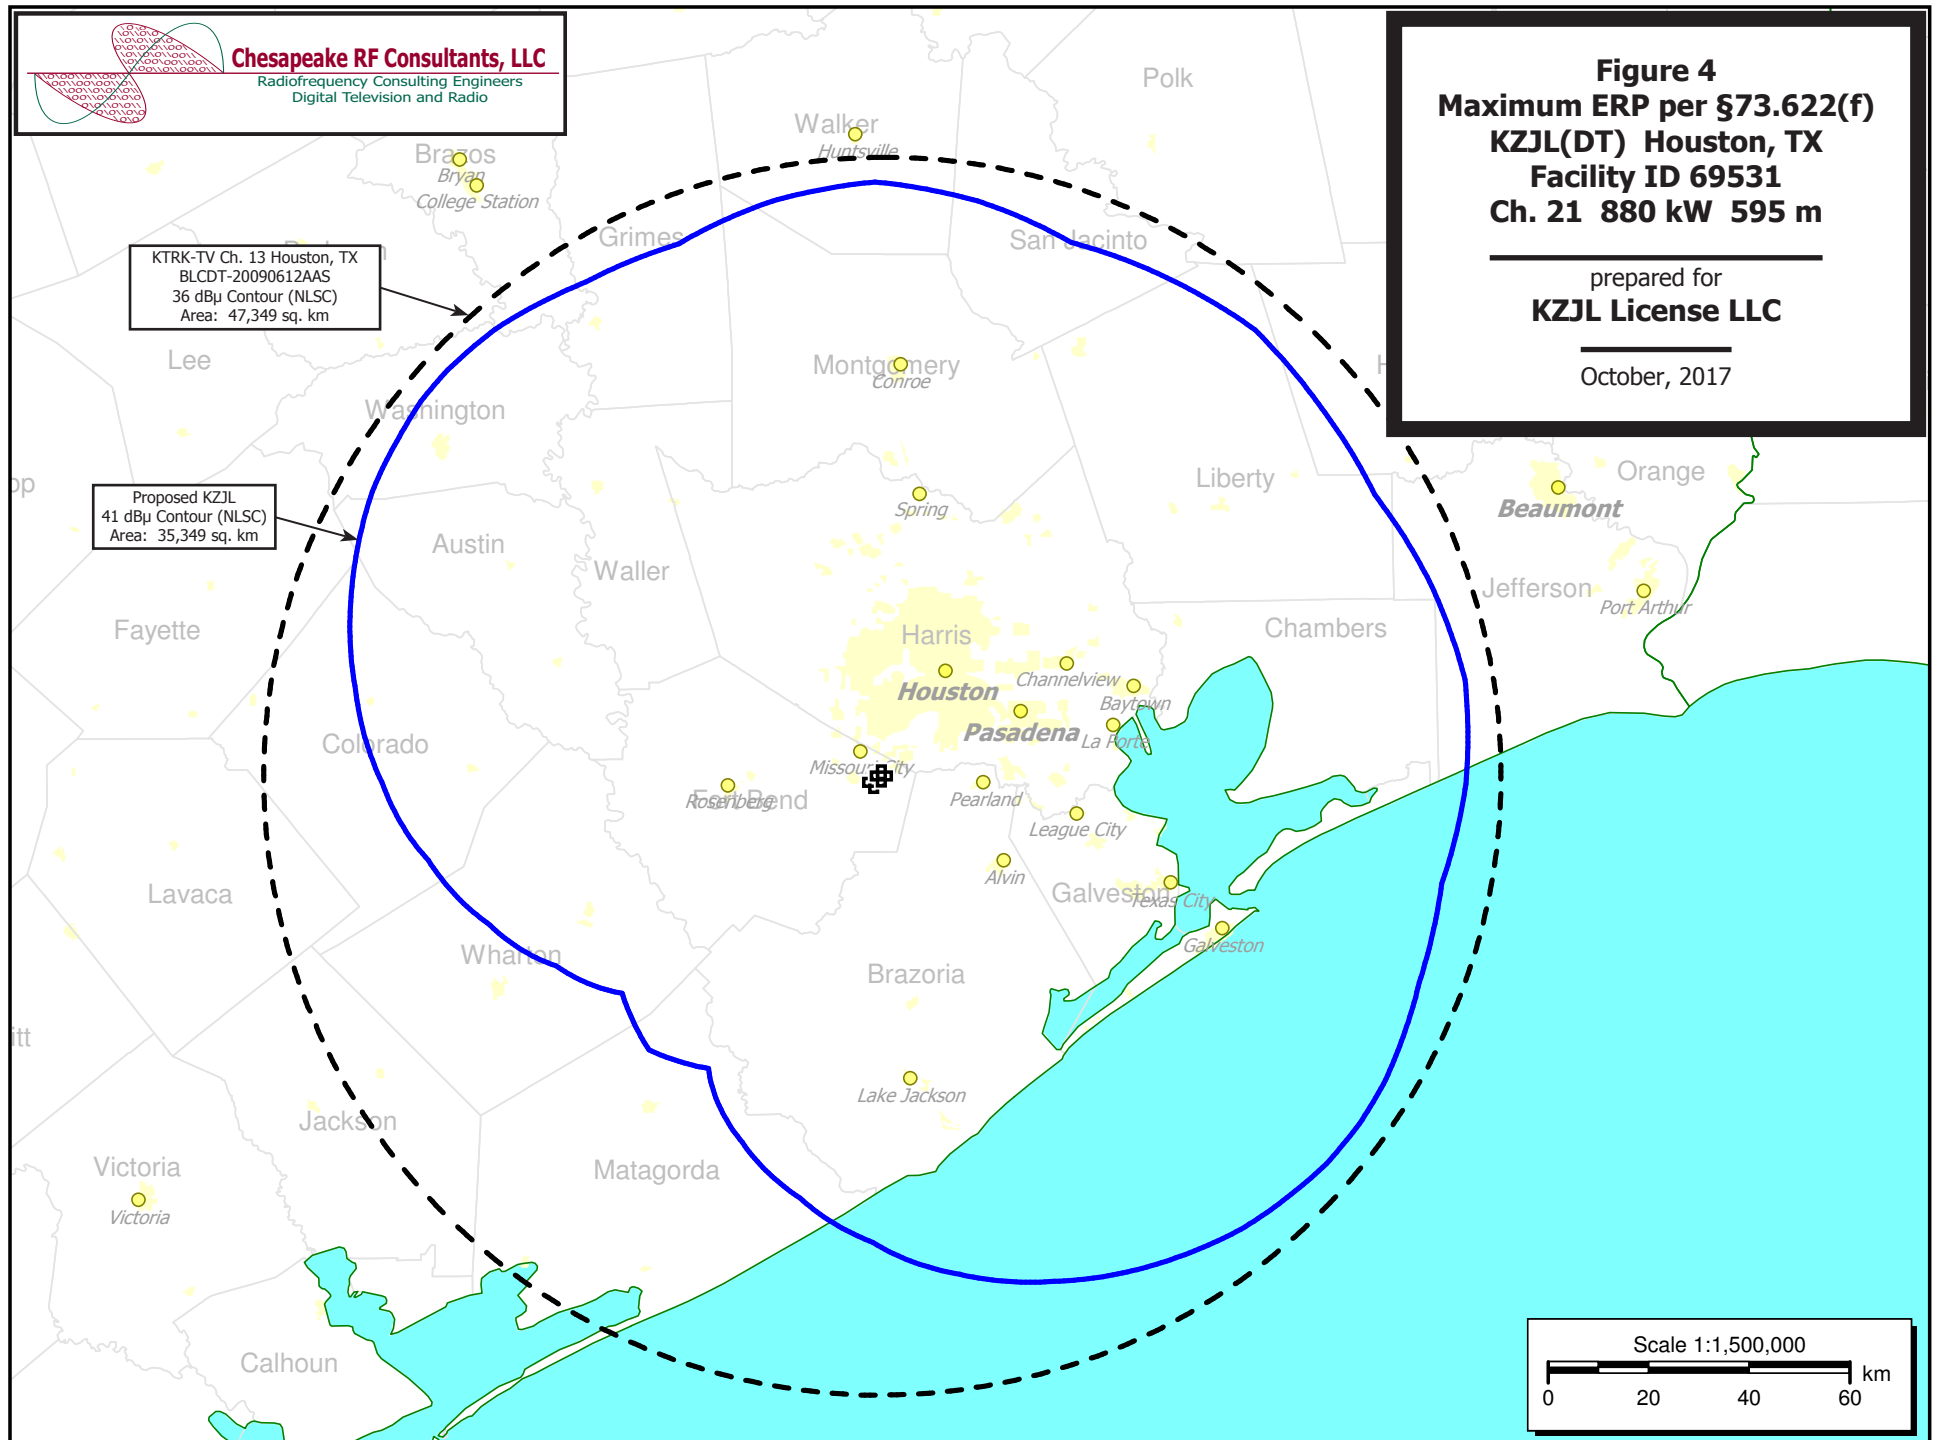 Chesapeake RF Consultants, LLC
Radiofrequency Consulting Engineers
Digital Television and Radio
Figure 4
Maximum ERP per §73.622(f)
KZJL(DT) Houston, TX
Facility ID 69531
Ch. 21 880 kW 595 m
prepared for
KZJL License LLC
October, 2017
KTRK-TV Ch. 13 Houston, TX
BLCDT-20090612AAS
36 dBµ Contour (NLSC)
Area: 47,349 sq. km
Proposed KZJL
41 dBµ Contour (NLSC)
Area: 35,349 sq. km
Polk
Walker
Huntsville
Brazos
Bryan
College Station
Grimes
San Jacinto
Lee
Washington
Montgomery
Conroe
Liberty
Orange
Beaumont
Spring
Austin
Waller
Jefferson
Port Arthur
Fayette
Harris
Chambers
Houston
Channelview
Baytown
Pasadena
La Porte
Colorado
Missouri City
Rosenberg
Fort Bend
Pearland
League City
Alvin
Lavaca
Galveston
Texas City
Galveston
Wharton
Brazoria
itt
Lake Jackson
Jackson
Victoria
Victoria
Matagorda
Calhoun
Scale 1:1,500,000
km
0 20 40 60